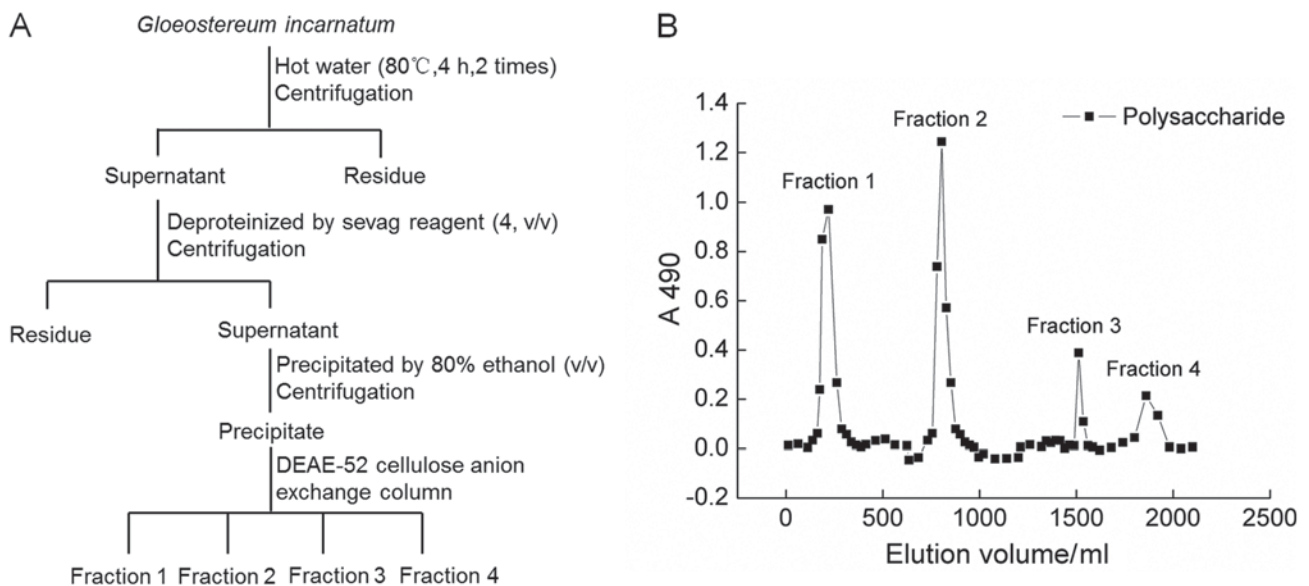 A
Gloeostereum incarnatum
Hot water (80℃,4 h,2 times)
Centrifugation
Supernatant
Residue
Deproteinized by sevag reagent (4, v/v)
Centrifugation
Residue
Supernatant
Precipitated by 80% ethanol (v/v)
Centrifugation
Precipitate
DEAE-52 cellulose anion
exchange column
Fraction 1
Fraction 2
Fraction 3
Fraction 4
B
Polysaccharide
Fraction 1
Fraction 2
Fraction 3
Fraction 4
A 490
1.4
1.2
1.0
0.8
0.6
0.4
0.2
0.0
-0.2
0
500
1000
1500
2000
2500
Elution volume/ml